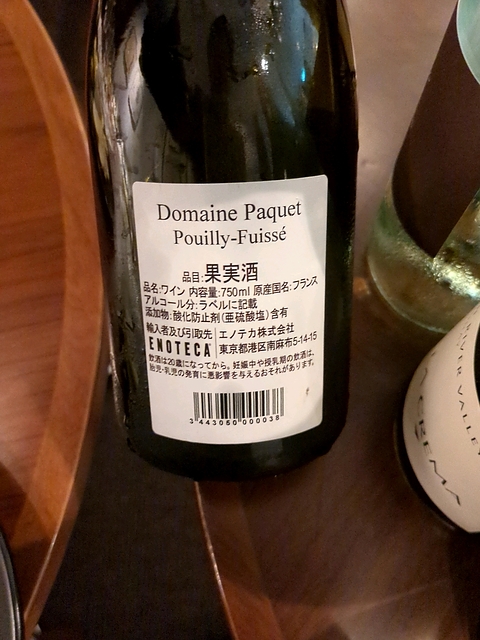 Domaine Paquet
Pouilly-Fuissé
品目:果実酒
品名:ワイン 内容量:750ml 原産国名:フランス
アルコール分:ラベルに記載
添加物:酸化防止剤(亜硫酸塩)含有
輸入者及び引取先 エノテカ株式会社
ENOTECA 東京都港区南麻布5-14-15
飲酒は20歳になってから。妊娠中や授乳期の飲酒は、
胎児・乳児の発育に悪影響を与えるおそれがあります。
3 443060 000038
VALLEY
CREMA